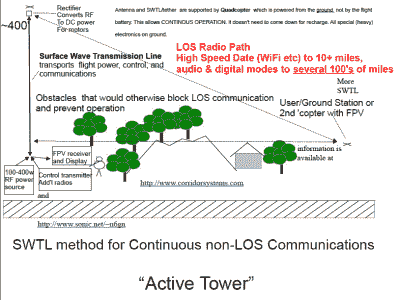 ~400'
Rectifier
Converts RF
To DC power
For motors
Antenna and SWTL/tether are supported by Quadcopter which is powered from the ground, not by the flight
battery. This allows CONTINOUS OPERATION. It doesn't need to come down for recharge. All special (heavy)
electronics on ground.
LOS Radio Path
High Speed Date (WiFi etc) to 10+ miles,
audio & digital modes to several 100's of miles
Surface Wave Transmission Line
transports flight power, control, and
communications
More
SWTL
Obstacles that would otherwise block LOS communication
and prevent operation
User/Ground Station or
2nd 'copter with FPV
information is
available at
FPV receiver
and Display
100-400w
RF power
source
Control transmitter
Add'l radios
and
http://www.corridorsystems.com
http://www.sonic.net/~n6gn
SWTL method for Continuous non-LOS Communications
"Active Tower"